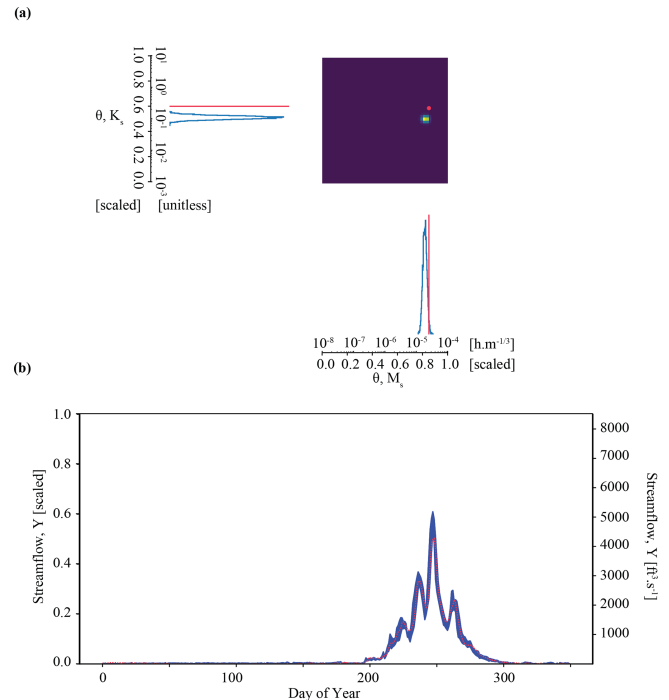 (a)
1.0
0.8
0.6
0.4
0.2
0.0
10¹
10⁰
10⁻¹
10⁻²
10⁻³
θ, Kₛ
[scaled]
[unitless]
10⁻⁸ 10⁻⁷ 10⁻⁶ 10⁻⁵ 10⁻⁴ [h.m⁻¹ᐟ³]
0.0 0.2 0.4 0.6 0.8 1.0 [scaled]
θ, Mₛ
(b)
Streamflow, Y [scaled]
1.0
0.8
0.6
0.4
0.2
0.0
8000
7000
6000
5000
4000
3000
2000
1000
Streamflow, Y [ft³.s⁻¹]
0 100 200 300
Day of Year